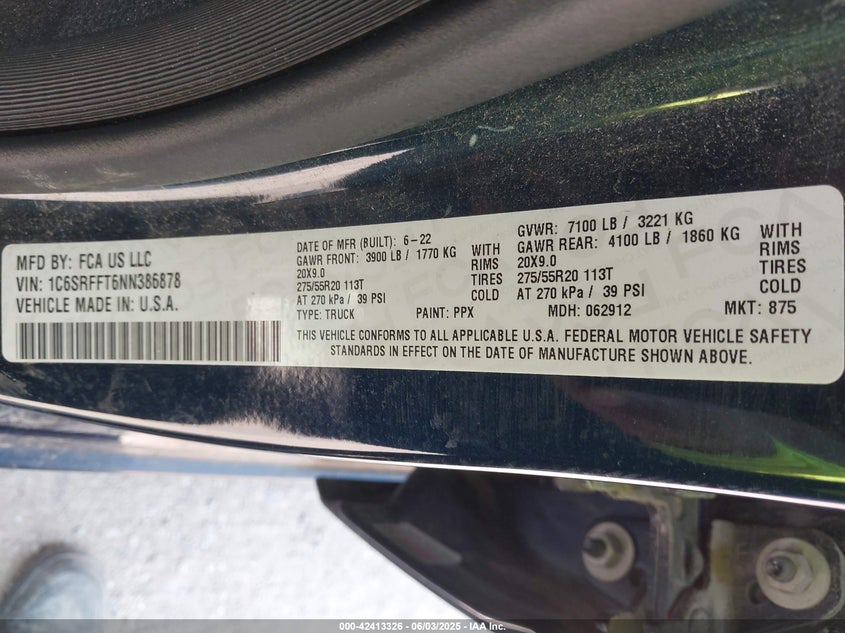 MFD BY: FCA US LLC
VIN: 1C6SRFFT6NN386878
VEHICLE MADE IN: U.S.A.
DATE OF MFR (BUILT): 6-22
GAWR FRONT: 3900 LB / 1770 KG WITH
20X9.0 RIMS
275/55R20 113T TIRES
AT 270 kPa / 39 PSI COLD
TYPE: TRUCK PAINT: PPX
GVWR: 7100 LB / 3221 KG
GAWR REAR: 4100 LB / 1860 KG WITH
20X9.0 RIMS
275/55R20 113T TIRES
AT 270 kPa / 39 PSI COLD
MDH: 062912 MKT: 875
THIS VEHICLE CONFORMS TO ALL APPLICABLE U.S.A. FEDERAL MOTOR VEHICLE SAFETY
STANDARDS IN EFFECT ON THE DATE OF MANUFACTURE SHOWN ABOVE.
000-42413326 - 06/03/2025 - IAA Inc.